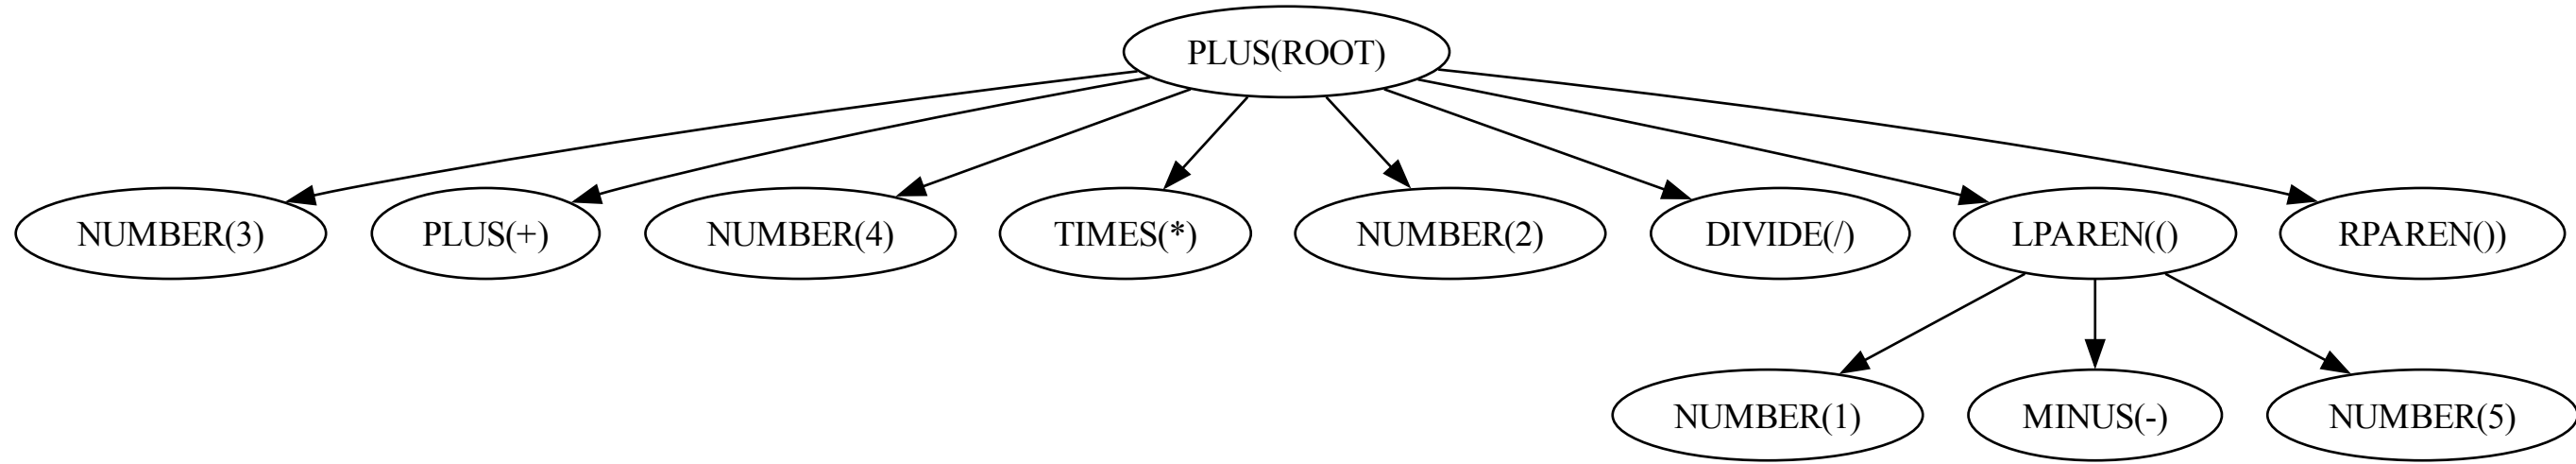 PLUS(ROOT)
NUMBER(3)
PLUS(+)
NUMBER(4)
TIMES(*)
NUMBER(2)
DIVIDE(/)
LPAREN(()
RPAREN())
NUMBER(1)
MINUS(-)
NUMBER(5)